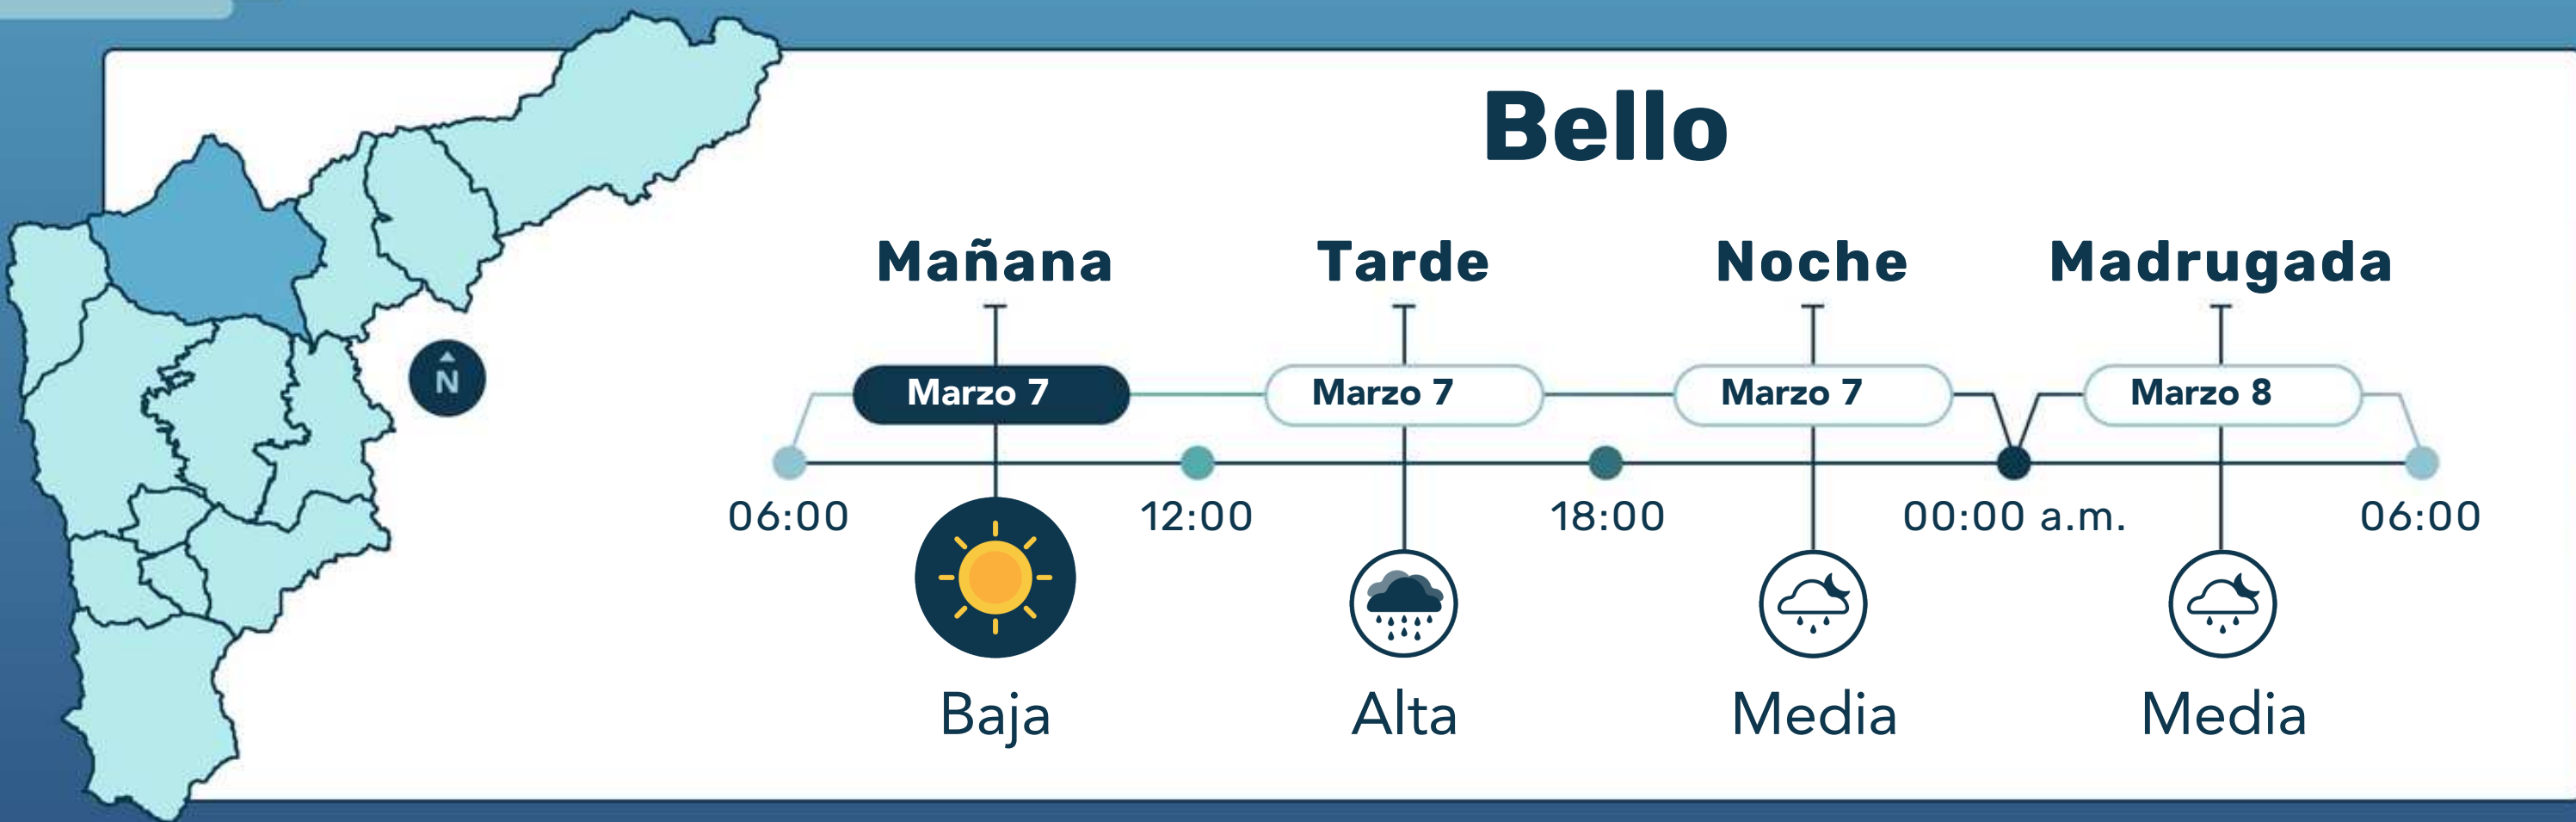 Bello
Mañana Tarde Noche Madrugada
Marzo 7 Marzo 7 Marzo 7 Marzo 8
N
06:00 12:00 18:00 00:00 a.m. 06:00
Baja Alta Media Media